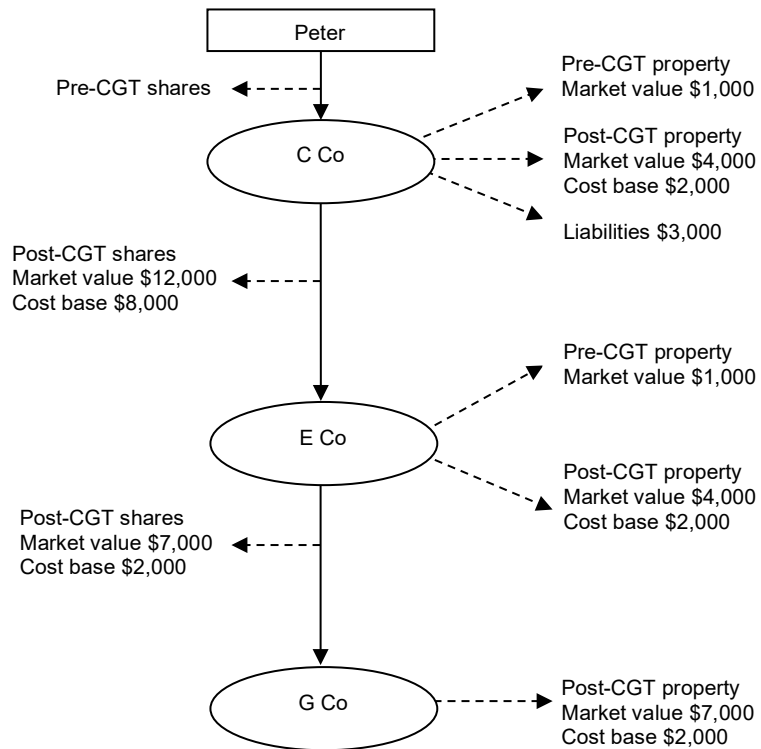 Peter
Pre-CGT shares
Pre-CGT property
Market value $1,000
C Co
Post-CGT property
Market value $4,000
Cost base $2,000
Liabilities $3,000
Post-CGT shares
Market value $12,000
Cost base $8,000
Pre-CGT property
Market value $1,000
E Co
Post-CGT property
Market value $4,000
Cost base $2,000
Post-CGT shares
Market value $7,000
Cost base $2,000
G Co
Post-CGT property
Market value $7,000
Cost base $2,000